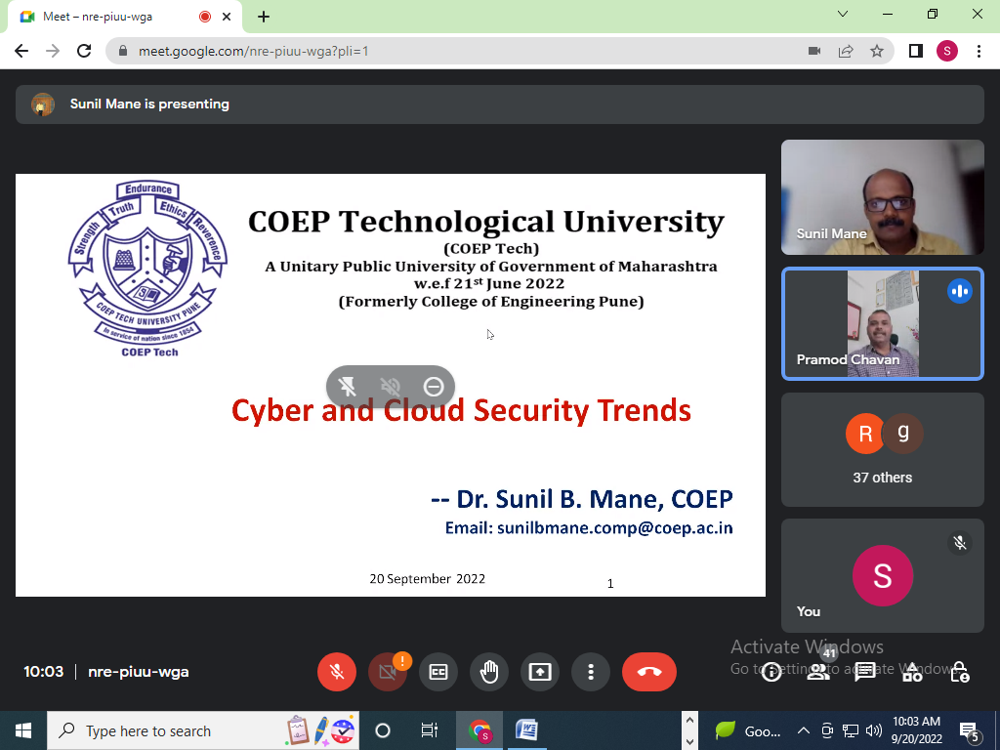 Meet – nre-piuu-wga
meet.google.com/nre-piuu-wga?pli=1
S
Sunil Mane is presenting
Endurance
Strength Truth Ethics Reverence
COEP TECH UNIVERSITY PUNE
In service of nation since 1854
COEP Tech
COEP Technological University
(COEP Tech)
A Unitary Public University of Government of Maharashtra
w.e.f 21st June 2022
(Formerly College of Engineering Pune)
Cyber and Cloud Security Trends
-- Dr. Sunil B. Mane, COEP
Email: sunilbmane.comp@coep.ac.in
20 September 2022
1
Sunil Mane
Pramod Chavan
R g
37 others
S
You
Activate Windows
Go to Settings to activate Windows.
10:03 | nre-piuu-wga
!
CC
41
Type here to search
S
W
Goo...
10:03 AM
9/20/2022
5